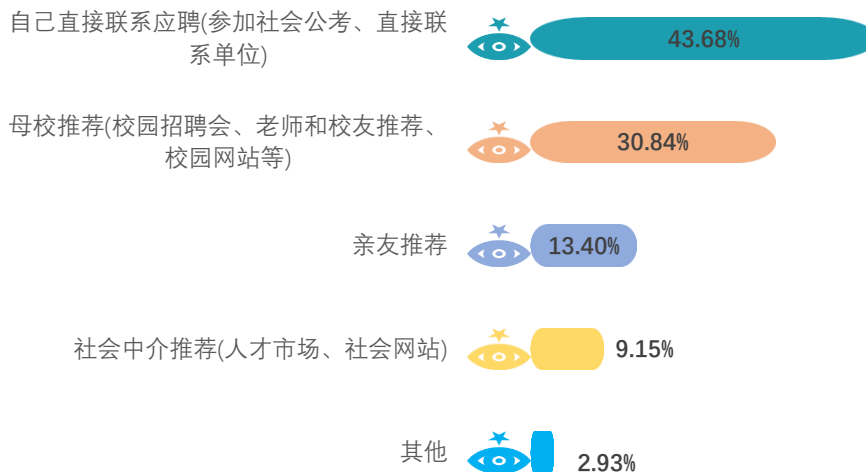 自己直接联系应聘(参加社会公考、直接联
系单位)
43.68%
母校推荐(校园招聘会、老师和校友推荐、
校园网站等)
30.84%
亲友推荐
13.40%
社会中介推荐(人才市场、社会网站)
9.15%
其他
2.93%